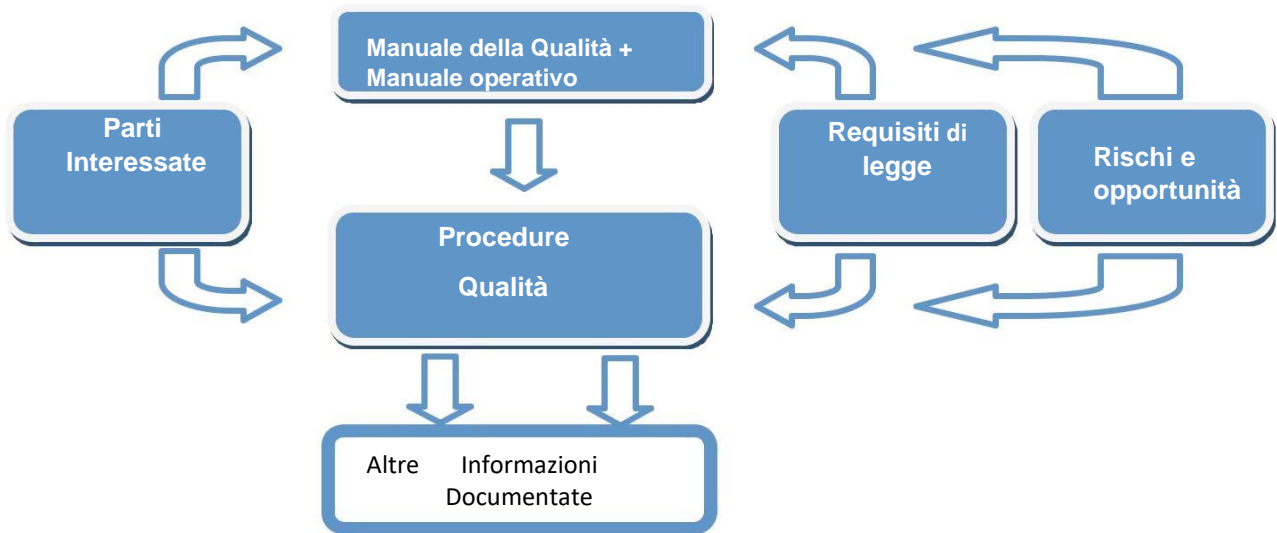 Manuale della Qualità +
Manuale operativo
Parti
Interessate
Requisiti di
legge
Rischi e
opportunità
Procedure
Qualità
Altre Informazioni
Documentate